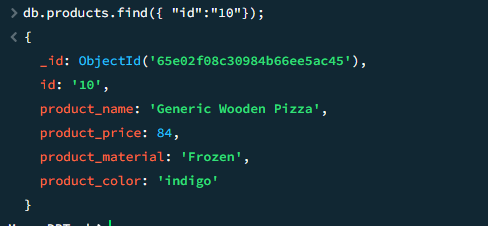 > db.products.find({ "id":"10"});
< {
_id: ObjectId('65e02f08c30984b66ee5ac45'),
id: '10',
product_name: 'Generic Wooden Pizza',
product_price: 84,
product_material: 'Frozen',
product_color: 'indigo'
}